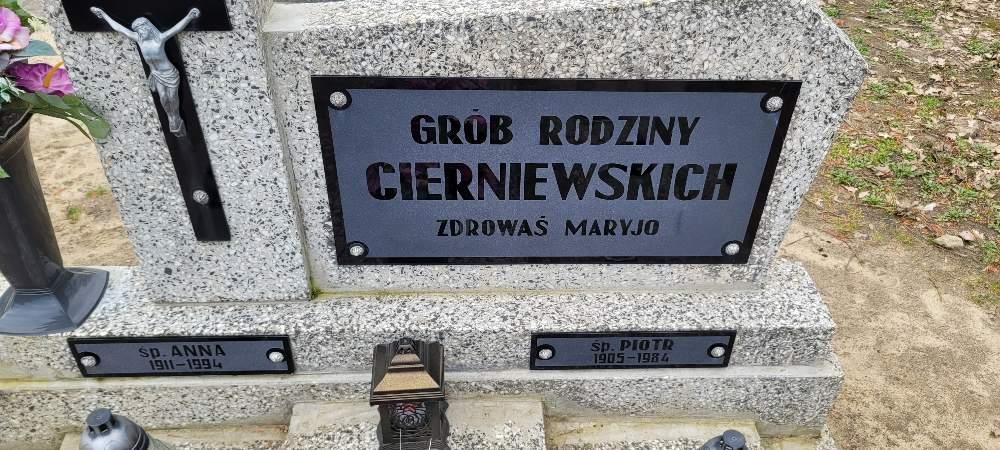 GRÓB RODZINY
CIERNIEWSKICH
ZDROWAŚ MARYJO
śp. ANNA
1911-1994
śp. PIOTR
1905-1984